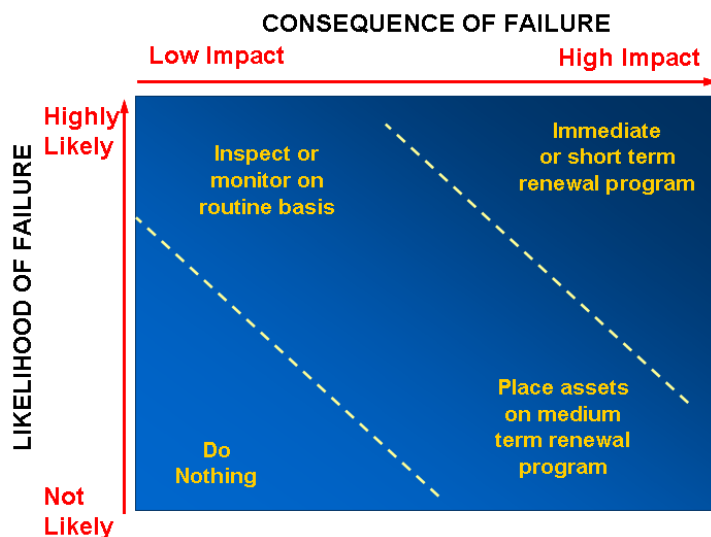 CONSEQUENCE OF FAILURE
Low Impact
High Impact
LIKELIHOOD OF FAILURE
Highly
Likely
Inspect or
monitor on
routine basis
Immediate
or short term
renewal program
Place assets
on medium
term renewal
program
Do
Nothing
Not
Likely